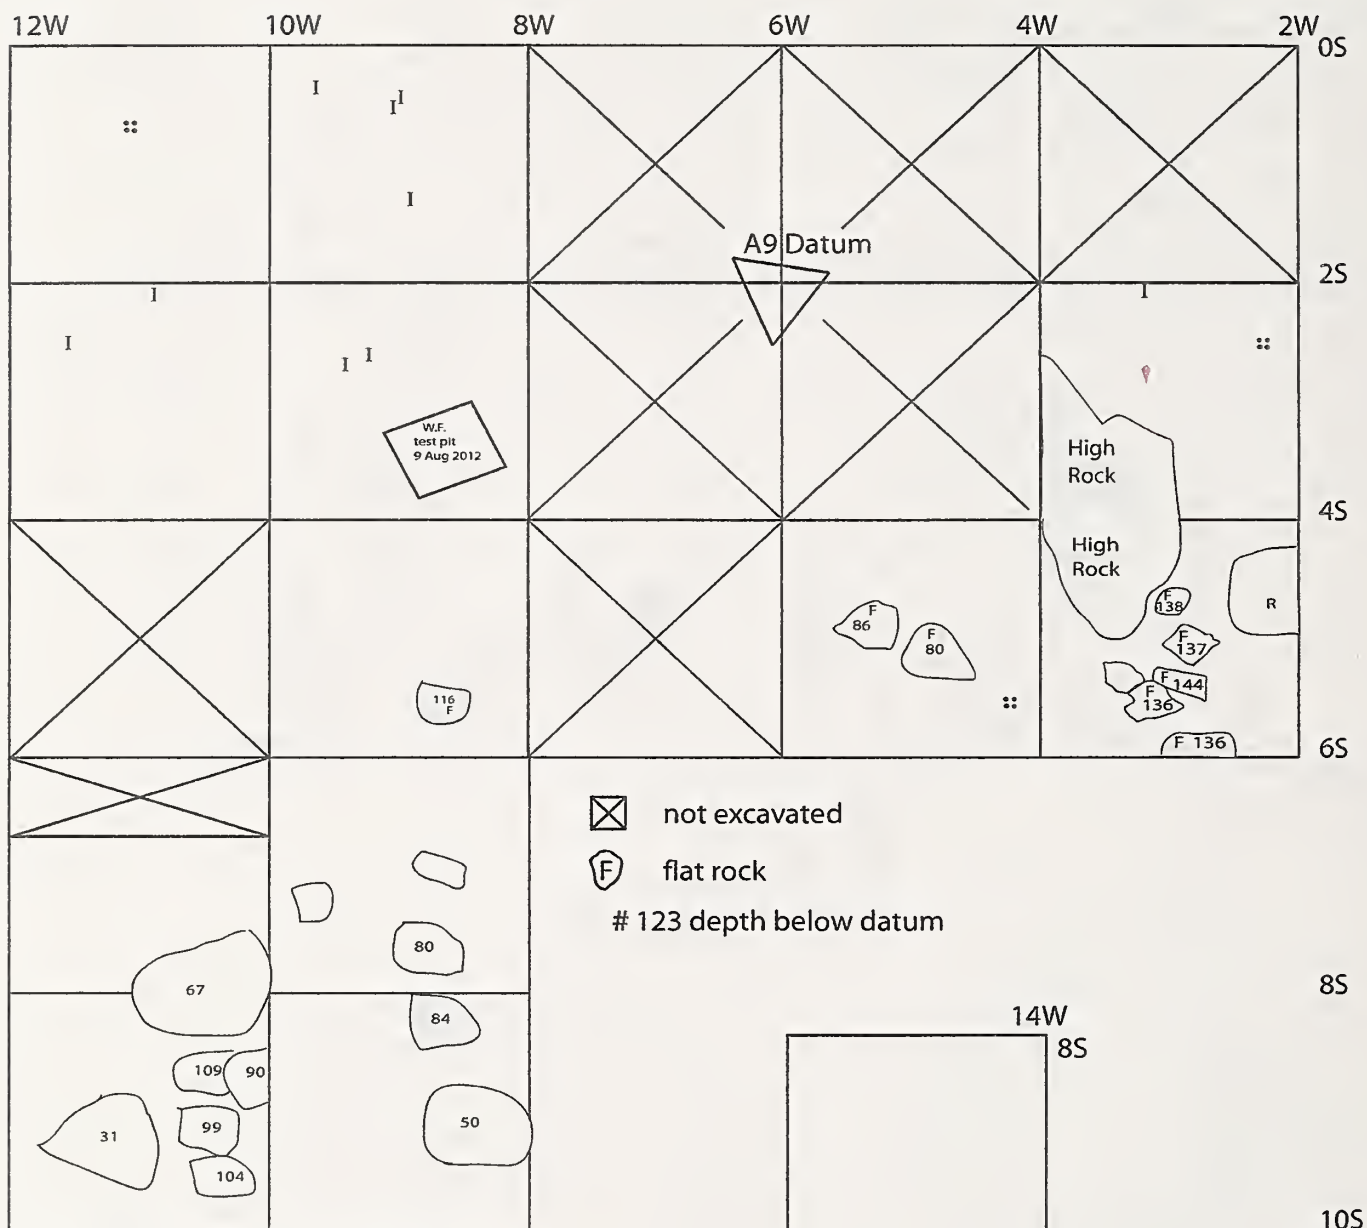 12W 10W 8W 6W 4W 2W
0S
I
I I
I
A9 Datum
2S
I
I
I
I I
W.F.
test pit
9 Aug 2012
High
Rock
4S
High
Rock
R
F
138
F
86
F
80
F
137
F 144
F
136
116
F
F 136
6S
not excavated
F flat rock
# 123 depth below datum
80
67
8S
84
14W
8S
109 90
50
99
31
104
10S